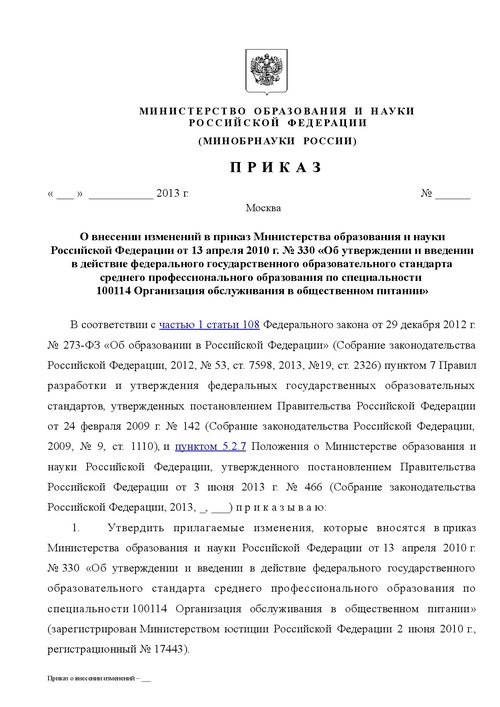 МИНИСТЕРСТВО ОБРАЗОВАНИЯ И НАУКИ
РОССИЙСКОЙ ФЕДЕРАЦИИ
(МИНОБРНАУКИ РОССИИ)
ПРИКАЗ
« ___ » ___________ 2013 г. № ______
Москва
О внесении изменений в приказ Министерства образования и науки
Российской Федерации от 13 апреля 2010 г. № 330 «Об утверждении и введении
в действие федерального государственного образовательного стандарта
среднего профессионального образования по специальности
100114 Организация обслуживания в общественном питании»
В соответствии с частью 1 статьи 108 Федерального закона от 29 декабря 2012 г.
№ 273-ФЗ «Об образовании в Российской Федерации» (Собрание законодательства
Российской Федерации, 2012, № 53, ст. 7598, 2013, №19, ст. 2326) пунктом 7 Правил
разработки и утверждения федеральных государственных образовательных
стандартов, утвержденных постановлением Правительства Российской Федерации
от 24 февраля 2009 г. № 142 (Собрание законодательства Российской Федерации,
2009, № 9, ст. 1110), и пунктом 5.2.7 Положения о Министерстве образования и
науки Российской Федерации, утвержденного постановлением Правительства
Российской Федерации от 3 июня 2013 г. № 466 (Собрание законодательства
Российской Федерации, 2013, _, ___) п р и к а з ы в а ю:
1. Утвердить прилагаемые изменения, которые вносятся в приказ
Министерства образования и науки Российской Федерации от 13 апреля 2010 г.
№ 330 «Об утверждении и введении в действие федерального государственного
образовательного стандарта среднего профессионального образования по
специальности 100114 Организация обслуживания в общественном питании»
(зарегистрирован Министерством юстиции Российской Федерации 2 июня 2010 г.,
регистрационный № 17443).
Приказ о внесении изменений – ___